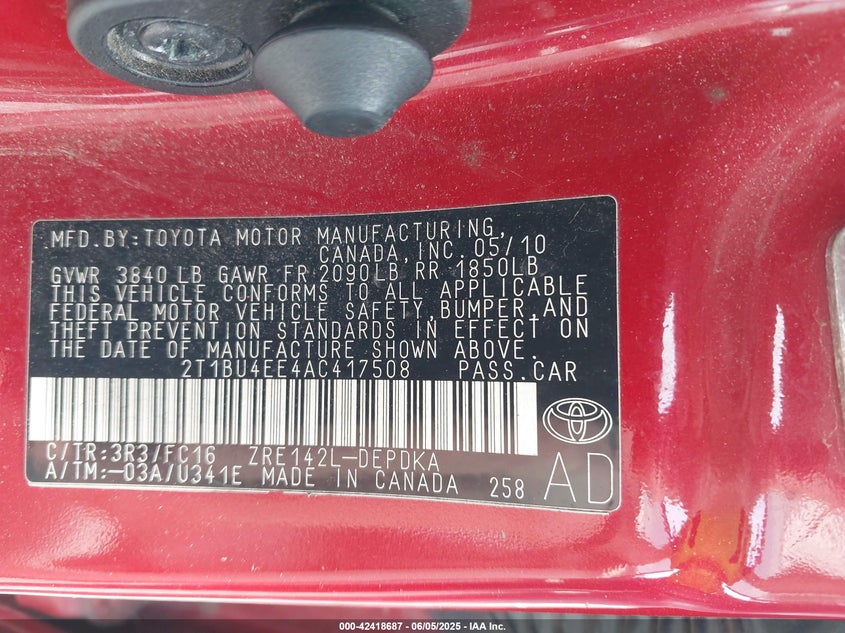 MFD.BY:TOYOTA MOTOR MANUFACTURING,
CANADA,INC. 05/10
GVWR 3840 LB GAWR FR 2090LB RR 1850LB
THIS VEHICLE CONFORMS TO ALL APPLICABLE
FEDERAL MOTOR VEHICLE SAFETY,BUMPER,AND
THEFT PREVENTION STANDARDS IN EFFECT ON
THE DATE OF MANUFACTURE SHOWN ABOVE.
2T1BU4EE4AC417508 PASS.CAR
C/TR:3R3/FC16 ZRE142L-DEPDKA
A/TM:-03A/U341E MADE IN CANADA 258
AD
000-42418687 - 06/05/2025 - IAA Inc.